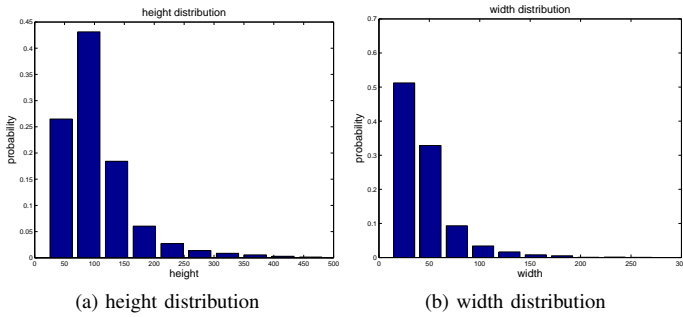 height distribution
0.45
0.4
0.35
0.3
0.25
0.2
0.15
0.1
0.05
0
probability
0 50 100 150 200 250 300 350 400 450 500
height
(a) height distribution
width distribution
0.7
0.6
0.5
0.4
0.3
0.2
0.1
0
probability
0 50 100 150 200 250 300
width
(b) width distribution